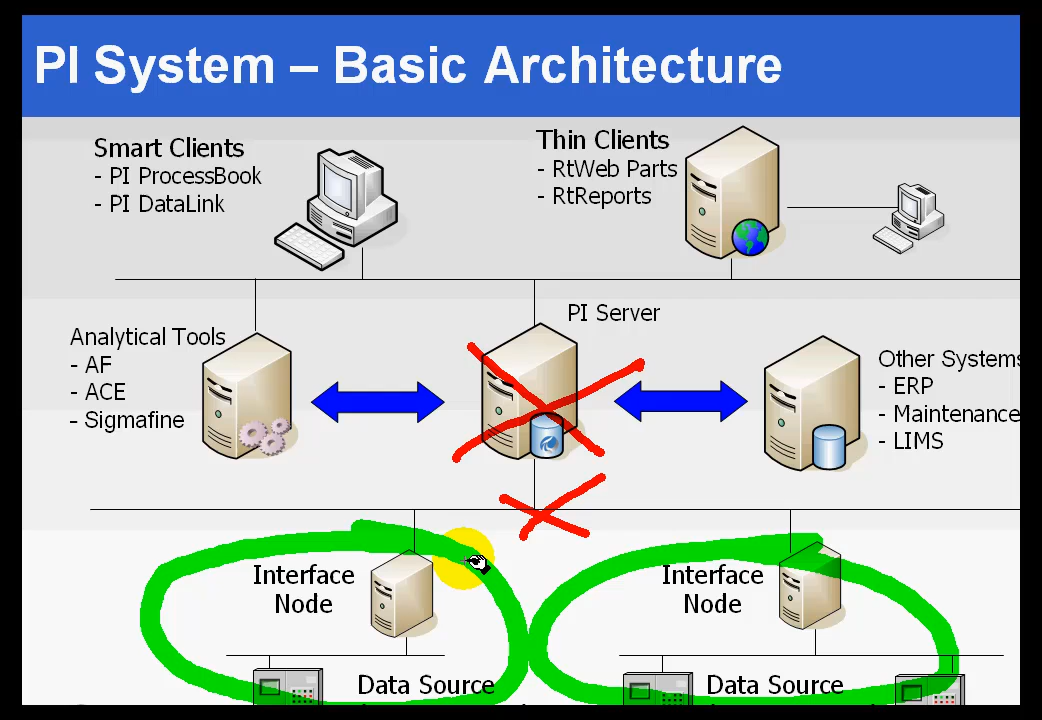 PI System – Basic Architecture
Smart Clients
- PI ProcessBook
- PI DataLink
Thin Clients
- RtWeb Parts
- RtReports
PI Server
Analytical Tools
- AF
- ACE
- Sigmafine
Other Systems
- ERP
- Maintenance
- LIMS
Interface
Node
Interface
Node
Data Source
Data Source